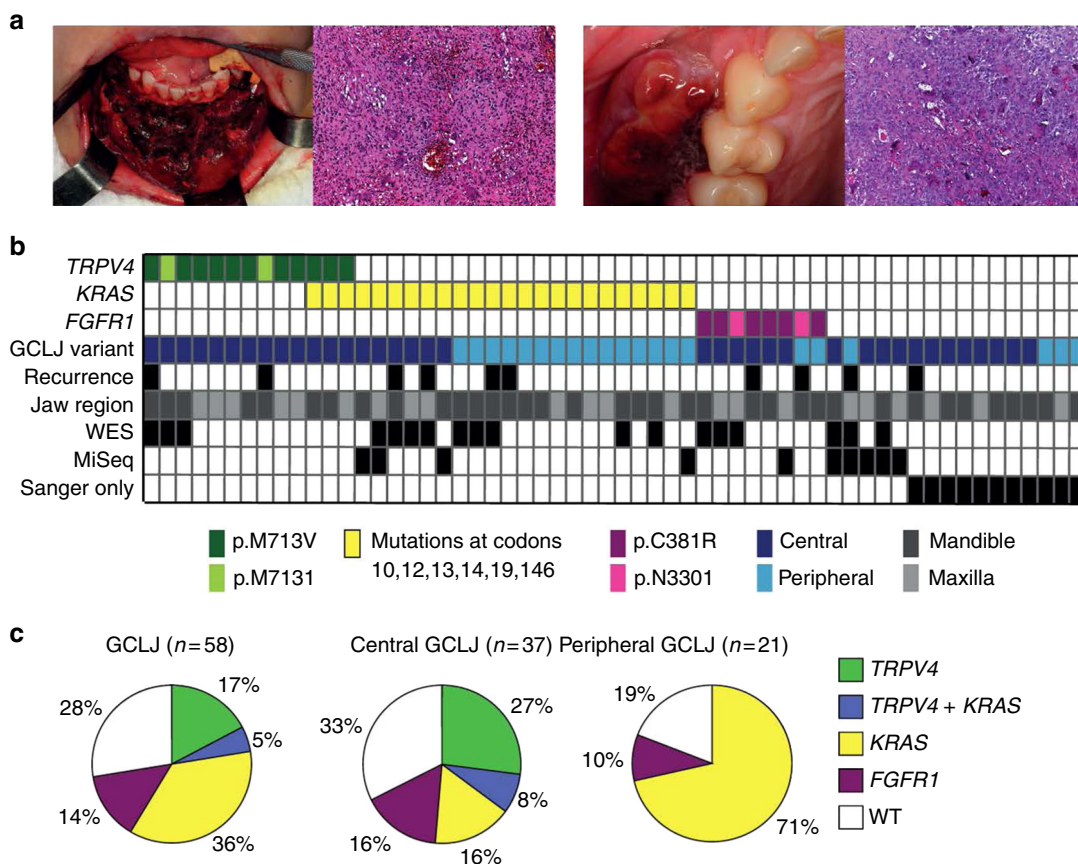 a
b
TRPV4
KRAS
FGFR1
GCLJ variant
Recurrence
Jaw region
WES
MiSeq
Sanger only
p.M713V
Mutations at codons
p.C381R
Central
Mandible
p.M7131
10,12,13,14,19,146
p.N3301
Peripheral
Maxilla
c
GCLJ (n=58)
Central GCLJ (n=37) Peripheral GCLJ (n=21)
17%
5%
36%
14%
28%
27%
8%
16%
16%
33%
19%
10%
71%
TRPV4
TRPV4 + KRAS
KRAS
FGFR1
WT